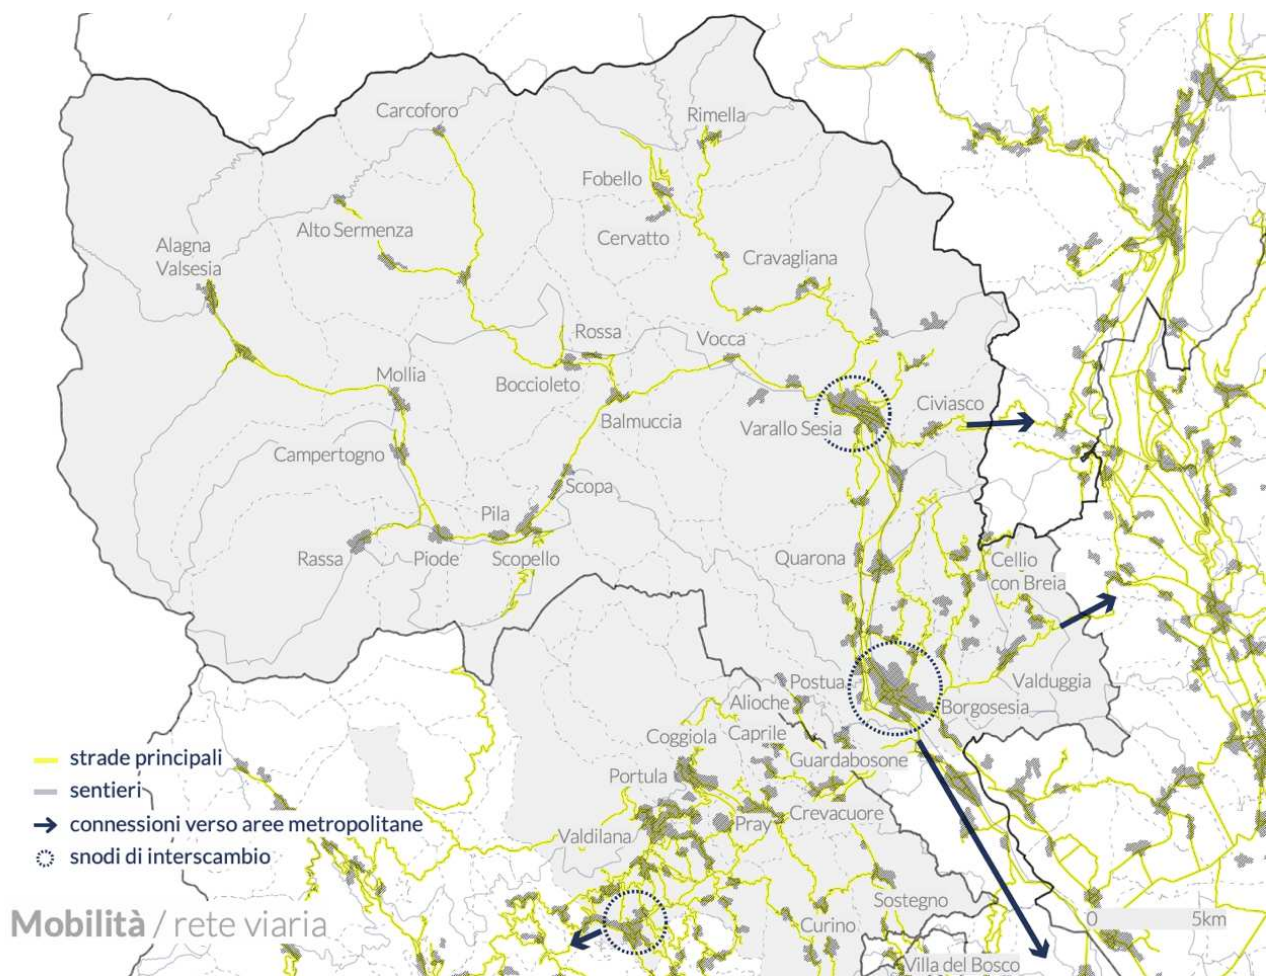 Carcoforo
Rimella
Fobello
Alto Sermenza
Cervatto
Alagna
Valsesia
Cravagliana
Rossa
Vocca
Mollia
Boccioleto
Civiasco
Balmuccia
Varallo Sesia
Campertogno
Scopa
Pila
Rassa
Piode
Scopello
Quarona
Cellio
con Breia
Postua
Valduggia
Ailoche
Borgosesia
Coggiola
Caprile
Guardabosone
Portula
Crevacuore
Pray
Valdilana
Sostegno
Curino
Villa del Bosco
strade principali
sentieri
connessioni verso aree metropolitane
snodi di interscambio
Mobilità / rete viaria
0 5km